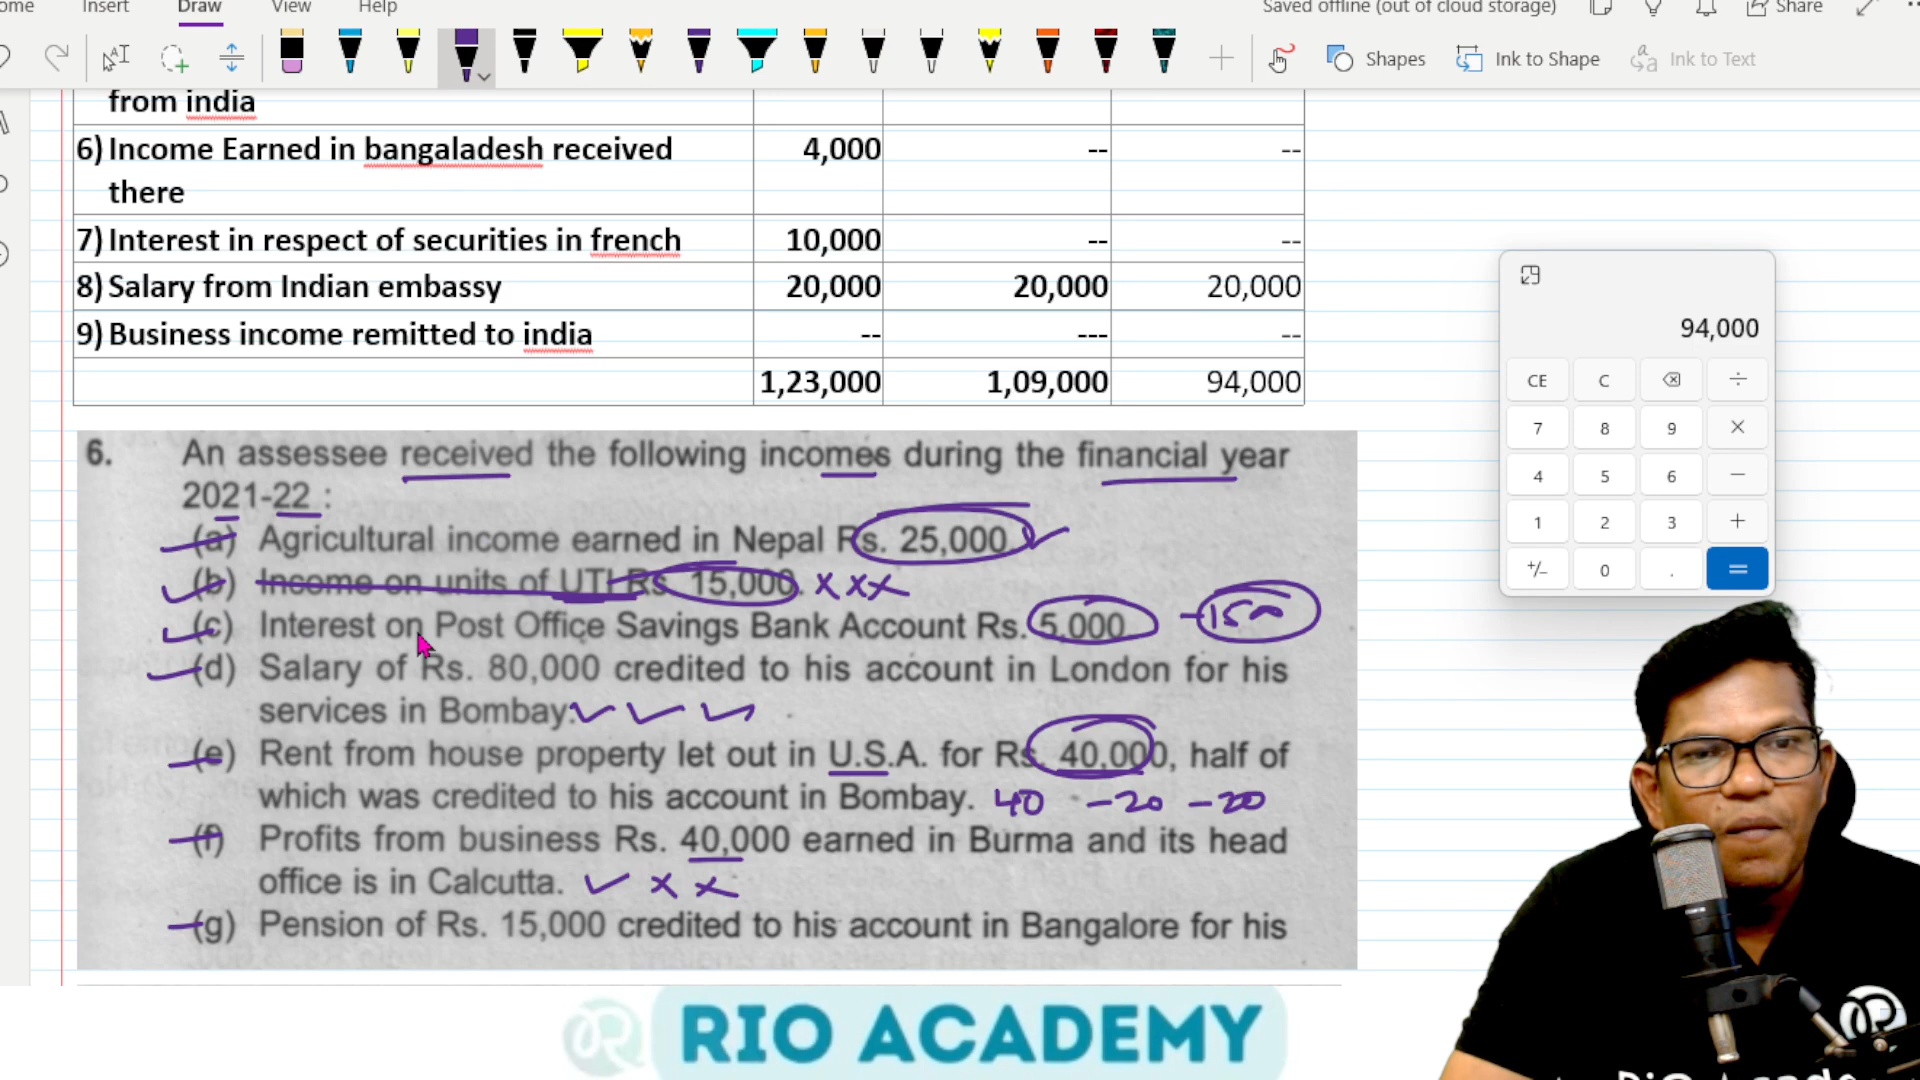 ome Insert Draw View Help
Saved offline (out of cloud storage) Share
Shapes Ink to Shape Ink to Text
from india
6) Income Earned in bangaladesh received there 4,000 -- --
7) Interest in respect of securities in french 10,000 -- --
8) Salary from Indian embassy 20,000 20,000 20,000
9) Business income remitted to india -- --- --
1,23,000 1,09,000 94,000
6. An assessee received the following incomes during the financial year
2021-22 :
(a) Agricultural income earned in Nepal Rs. 25,000
(b) Income on units of UTI Rs. 15,000. x x x
(c) Interest on Post Office Savings Bank Account Rs. 5,000 - 1500
(d) Salary of Rs. 80,000 credited to his account in London for his
services in Bombay.
(e) Rent from house property let out in U.S.A. for Rs. 40,000, half of
which was credited to his account in Bombay. 40 - 20 - 20
(f) Profits from business Rs. 40,000 earned in Burma and its head
office is in Calcutta. ✓ x x
(g) Pension of Rs. 15,000 credited to his account in Bangalore for his
94,000
CE C ÷
7 8 9 ×
4 5 6 −
1 2 3 +
+/− 0 . =
RIO ACADEMY